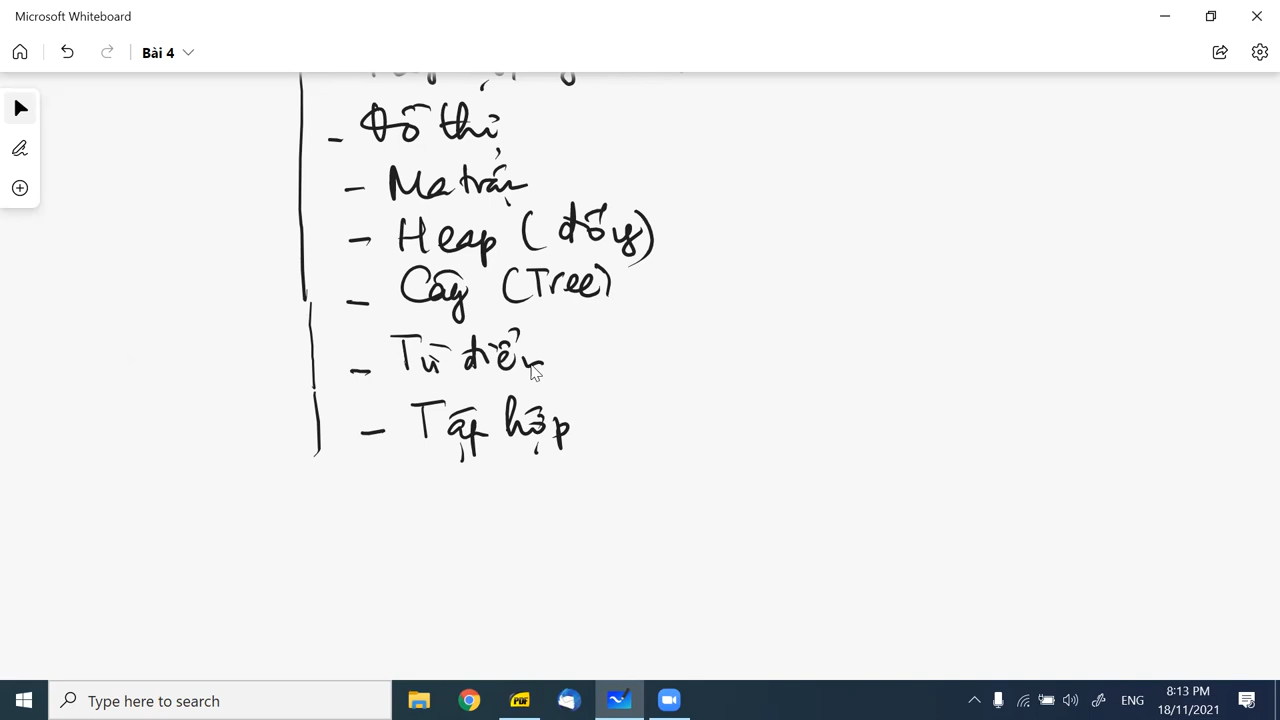 Microsoft Whiteboard
Bài 4
- Đồ thị
- Ma trận
- Heap (đống)
- Cây (Tree)
- Từ điển
- Tập hợp
Type here to search
PDF
ENG
8:13 PM
18/11/2021